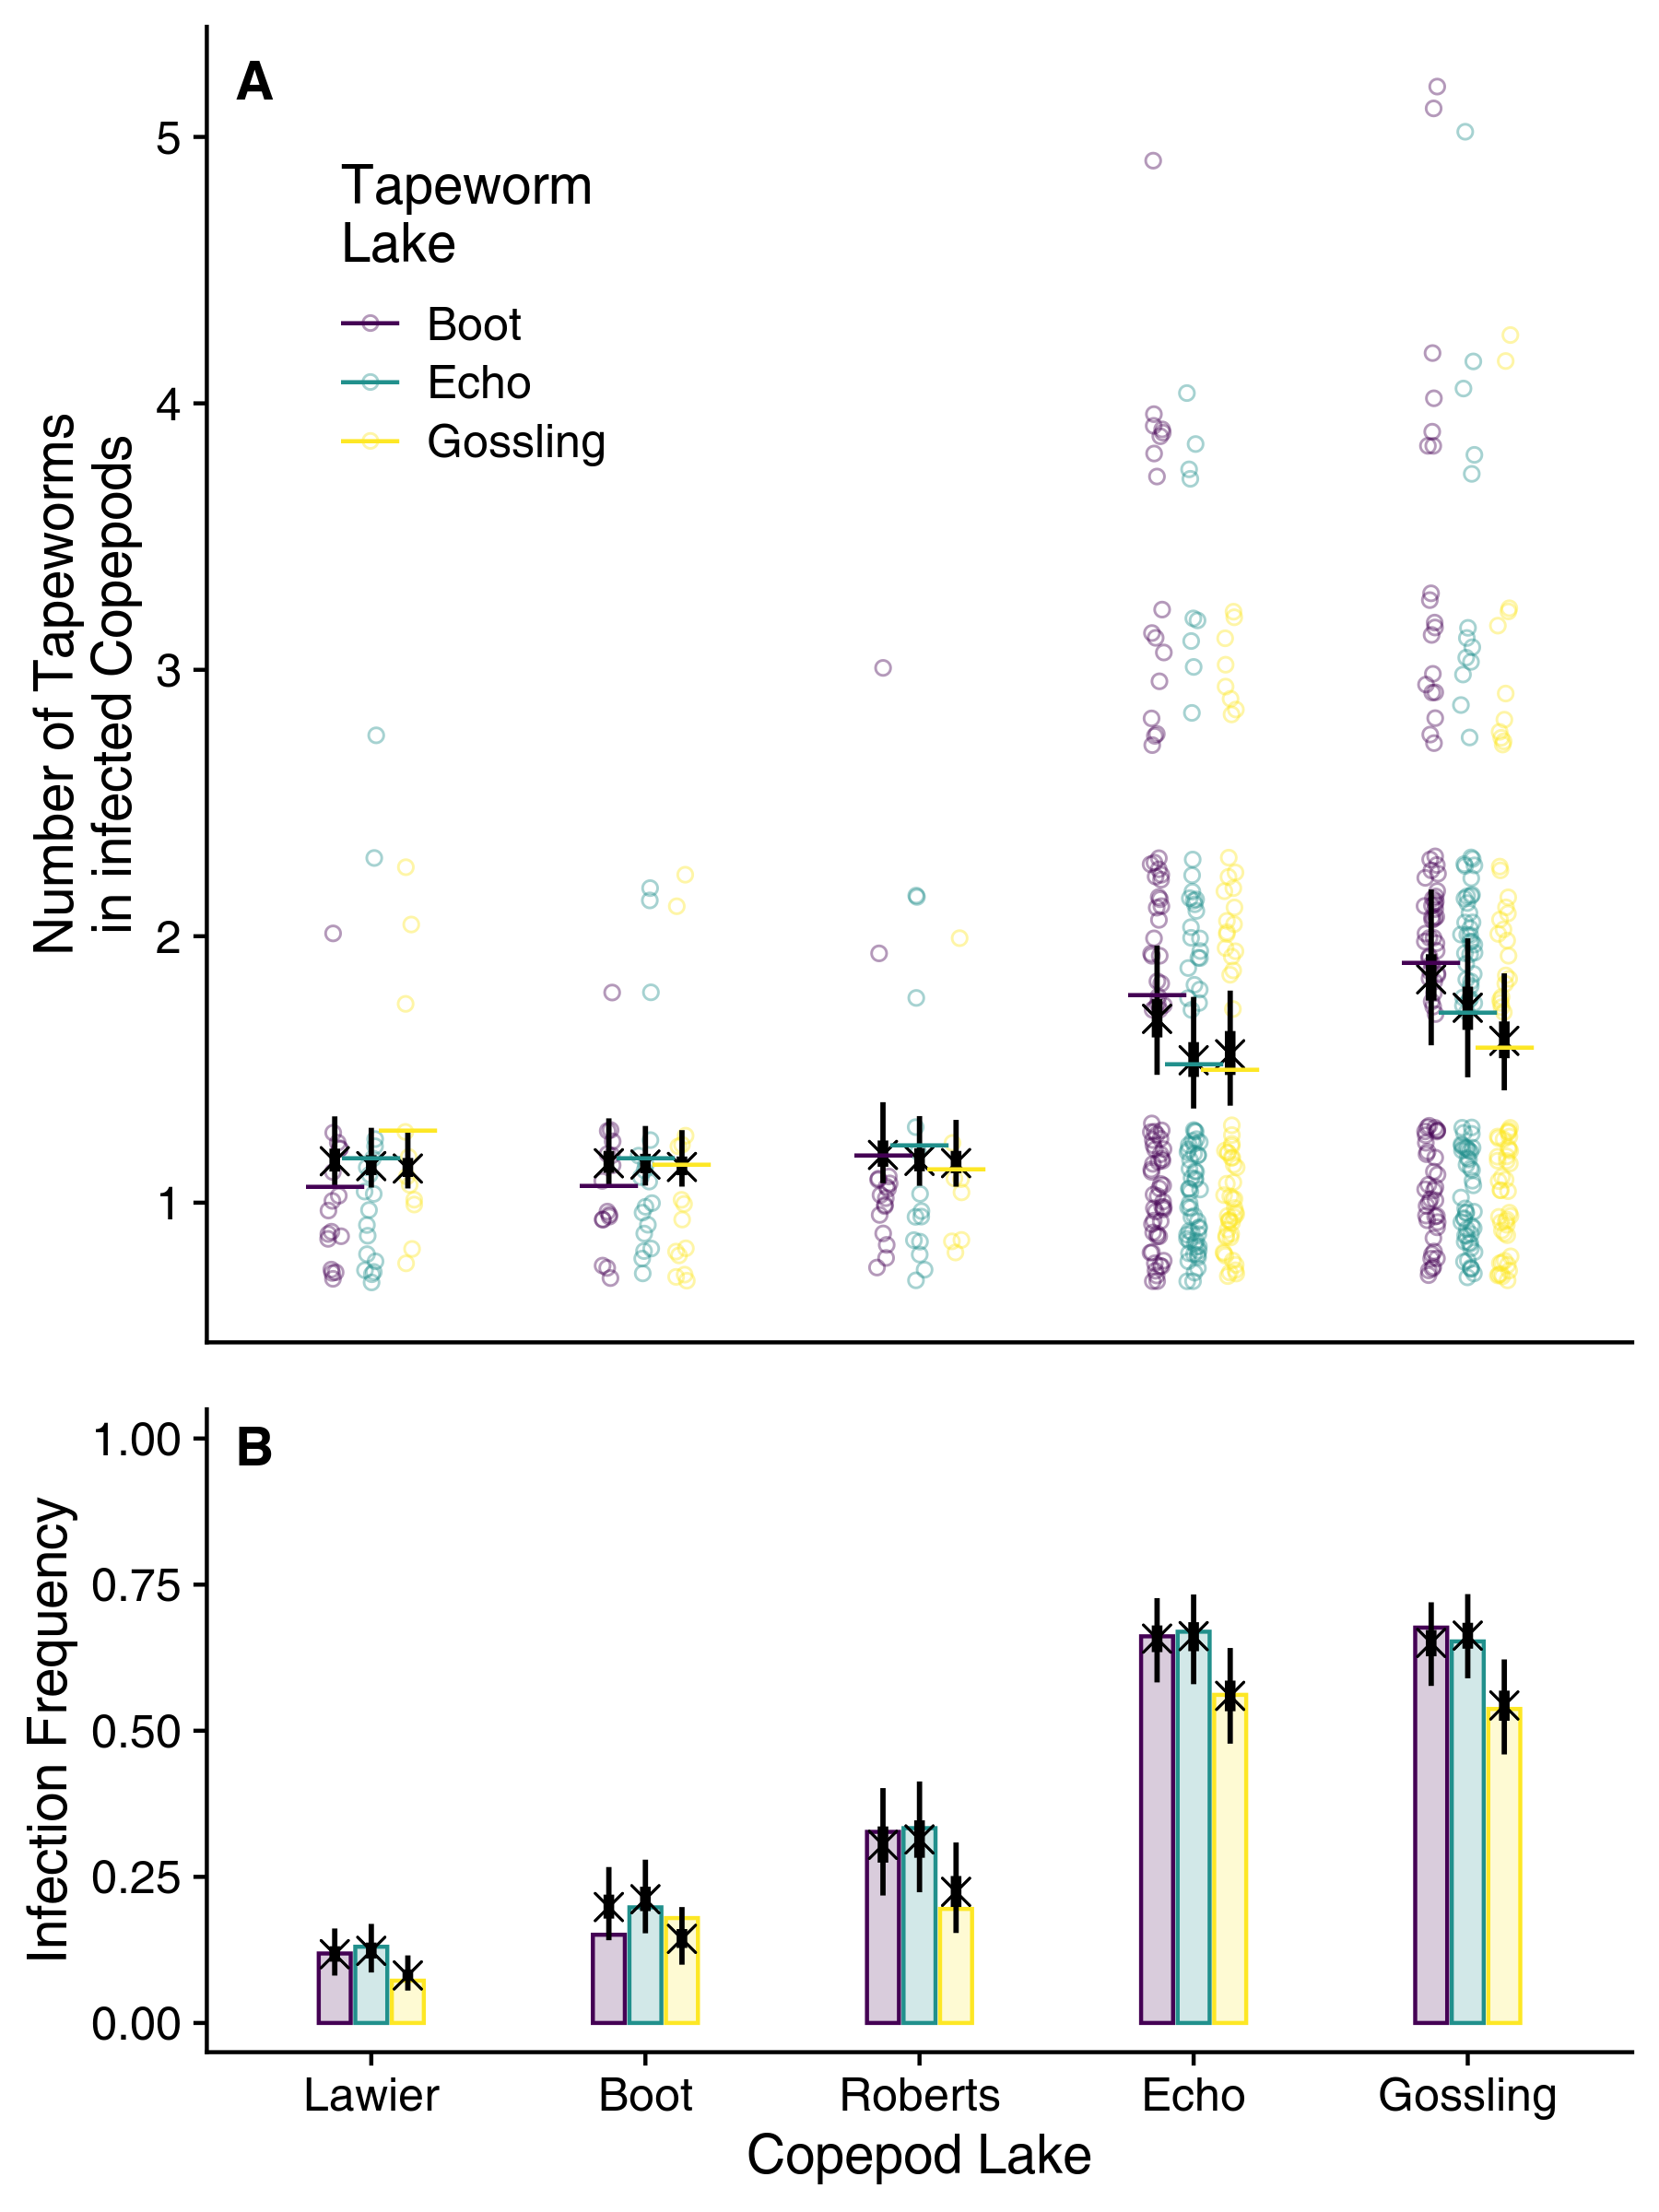 A
5
4
3
2
1
Number of Tapeworms
in infected Copepods
Tapeworm
Lake
Boot
Echo
Gossling
B
1.00
0.75
0.50
0.25
0.00
Infection Frequency
Lawier
Boot
Roberts
Echo
Gossling
Copepod Lake